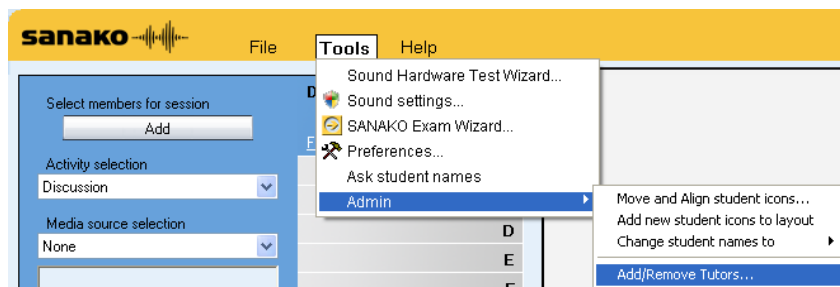 sanako
File Tools Help
Select members for session
Add
Activity selection
Discussion
Media source selection
None
D
F
D
E
Sound Hardware Test Wizard...
Sound settings...
SANAKO Exam Wizard...
Preferences...
Ask student names
Admin
Move and Align student icons...
Add new student icons to layout
Change student names to
Add/Remove Tutors...